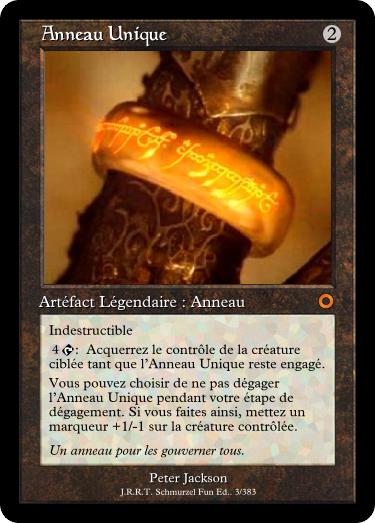 Anneau Unique 2
Artéfact Légendaire : Anneau
Indestructible
4 : Acquerrez le contrôle de la créature
ciblée tant que l'Anneau Unique reste engagé.
Vous pouvez choisir de ne pas dégager
l'Anneau Unique pendant votre étape de
dégagement. Si vous faites ainsi, mettez un
marqueur +1/-1 sur la créature contrôlée.
Un anneau pour les gouverner tous.
Peter Jackson
J.R.R.T. Schmurzel Fun Ed.. 3/383